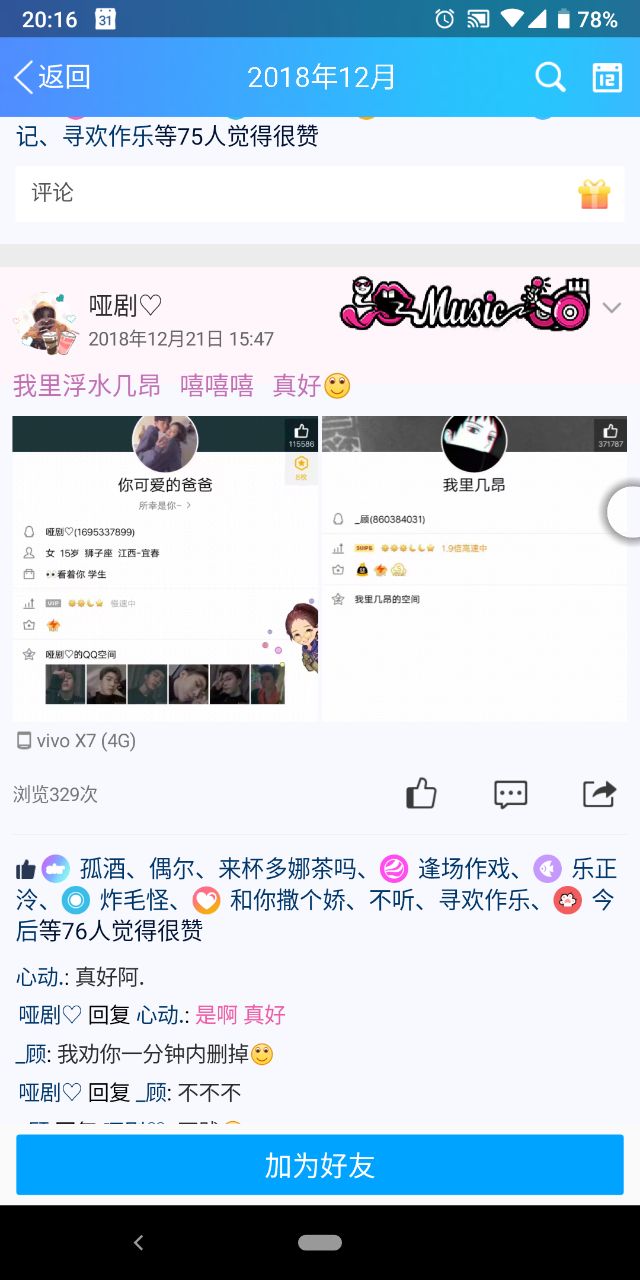 20:16
31
78%
返回
2018年12月
12
记、寻欢作乐等75人觉得很赞
评论
哑剧♡
Music
2018年12月21日 15:47
我里浮水几昂 嘻嘻嘻 真好
115586
8枚
你可爱的爸爸
所幸是你~
哑剧♡(1695337899)
女 15岁 狮子座 江西-宜春
看着你 学生
VIP 慢速中
哑剧♡的QQ空间
371787
我里几昂
_顾(860384031)
SVIP6 1.9倍高速中
我里几昂的空间
vivo X7 (4G)
浏览329次
孤酒、偶尔、来杯多娜茶吗、 逢场作戏、 乐正
泠、 炸毛怪、 和你撒个娇、不听、寻欢作乐、 今
后等76人觉得很赞
心动.: 真好阿.
哑剧♡ 回复 心动.: 是啊 真好
_顾: 我劝你一分钟内删掉
哑剧♡ 回复 _顾: 不不不
加为好友